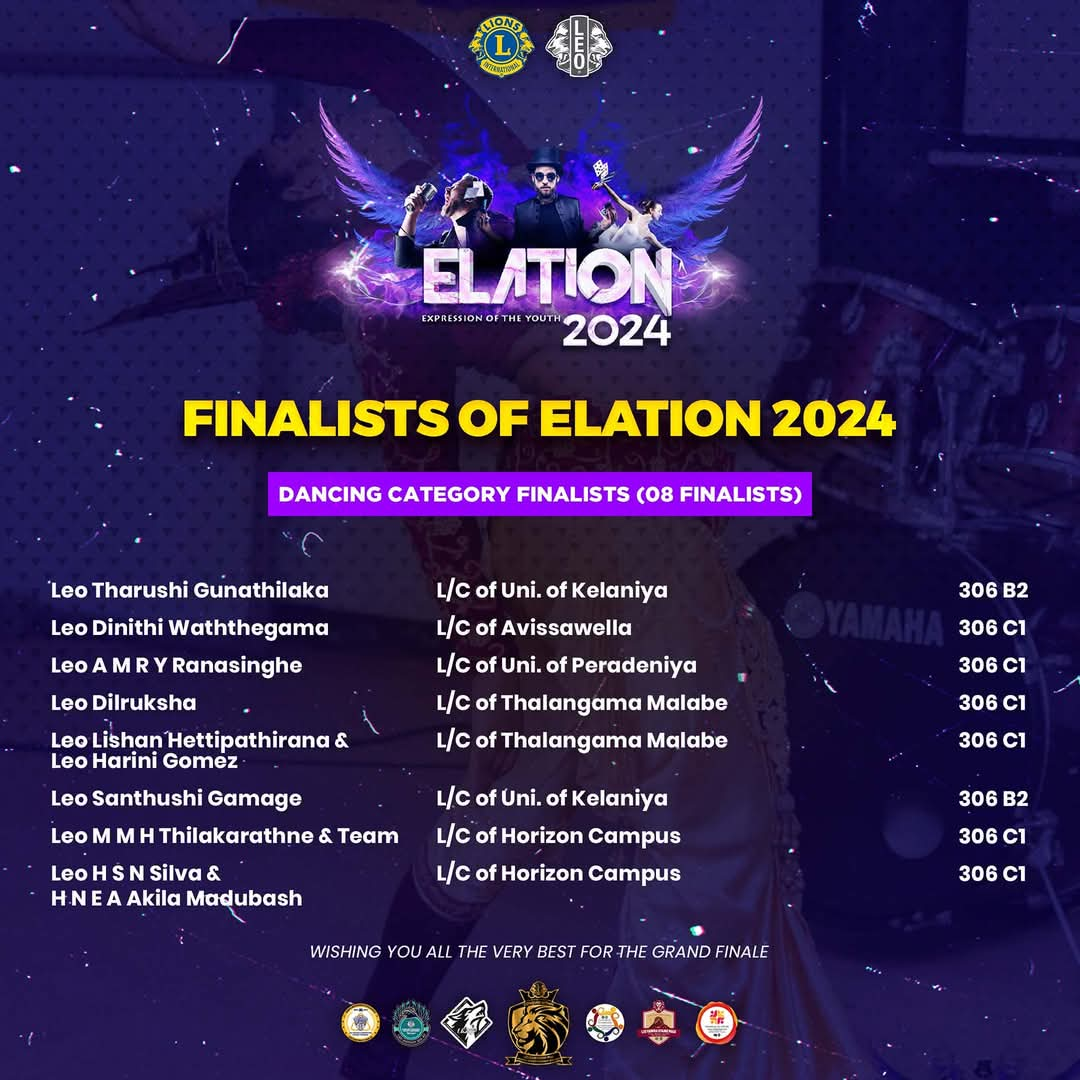 LIONS
L
INTERNATIONAL
LEO
ELATION
EXPRESSION OF THE YOUTH
2024
FINALISTS OF ELATION 2024
DANCING CATEGORY FINALISTS (08 FINALISTS)
Leo Tharushi Gunathilaka L/C of Uni. of Kelaniya 306 B2
Leo Dinithi Waththegama L/C of Avissawella 306 C1
Leo A M R Y Ranasinghe L/C of Uni. of Peradeniya 306 C1
Leo Dilruksha L/C of Thalangama Malabe 306 C1
Leo Lishan Hettipathirana & L/C of Thalangama Malabe 306 C1
Leo Harini Gomez
Leo Santhushi Gamage L/C of Uni. of Kelaniya 306 B2
Leo M M H Thilakarathne & Team L/C of Horizon Campus 306 C1
Leo H S N Silva & L/C of Horizon Campus 306 C1
H N E A Akila Madubash
YAMAHA
WISHING YOU ALL THE VERY BEST FOR THE GRAND FINALE